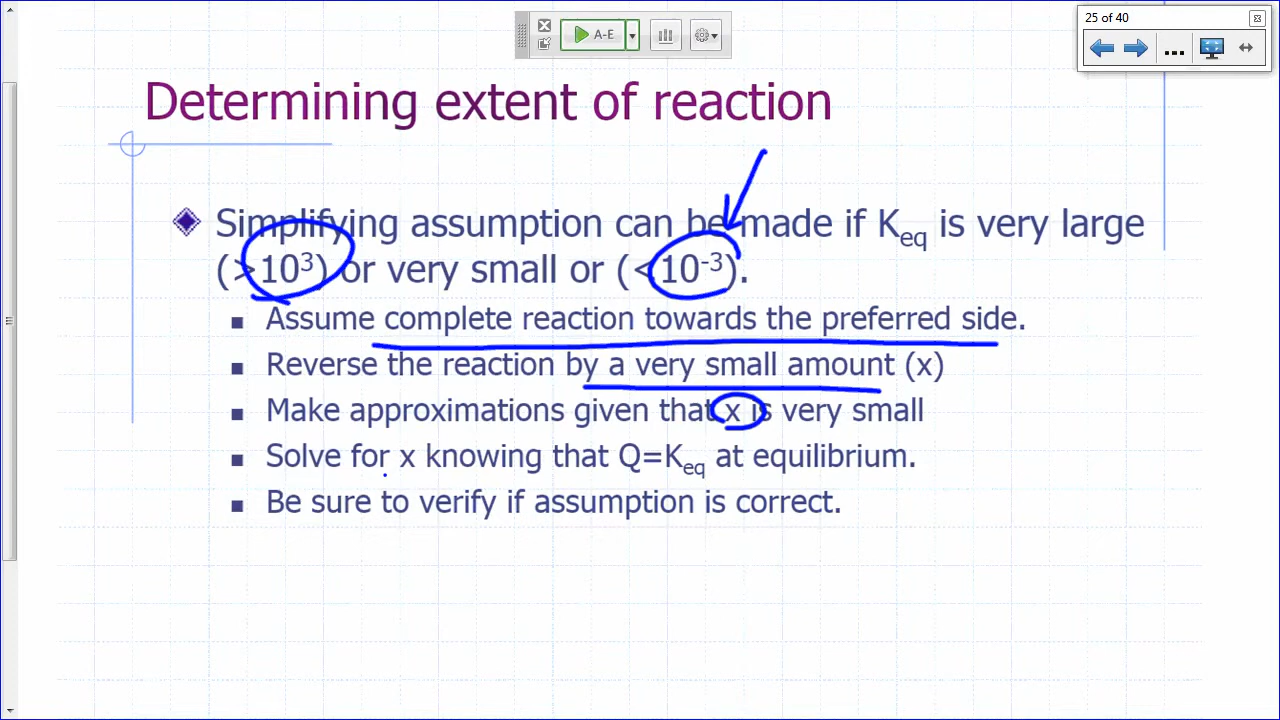 25 of 40
A-E
...
Determining extent of reaction
Simplifying assumption can be made if Keq is very large
(>10³) or very small or (<10⁻³).
Assume complete reaction towards the preferred side.
Reverse the reaction by a very small amount (x)
Make approximations given that x is very small
Solve for x knowing that Q=Keq at equilibrium.
Be sure to verify if assumption is correct.